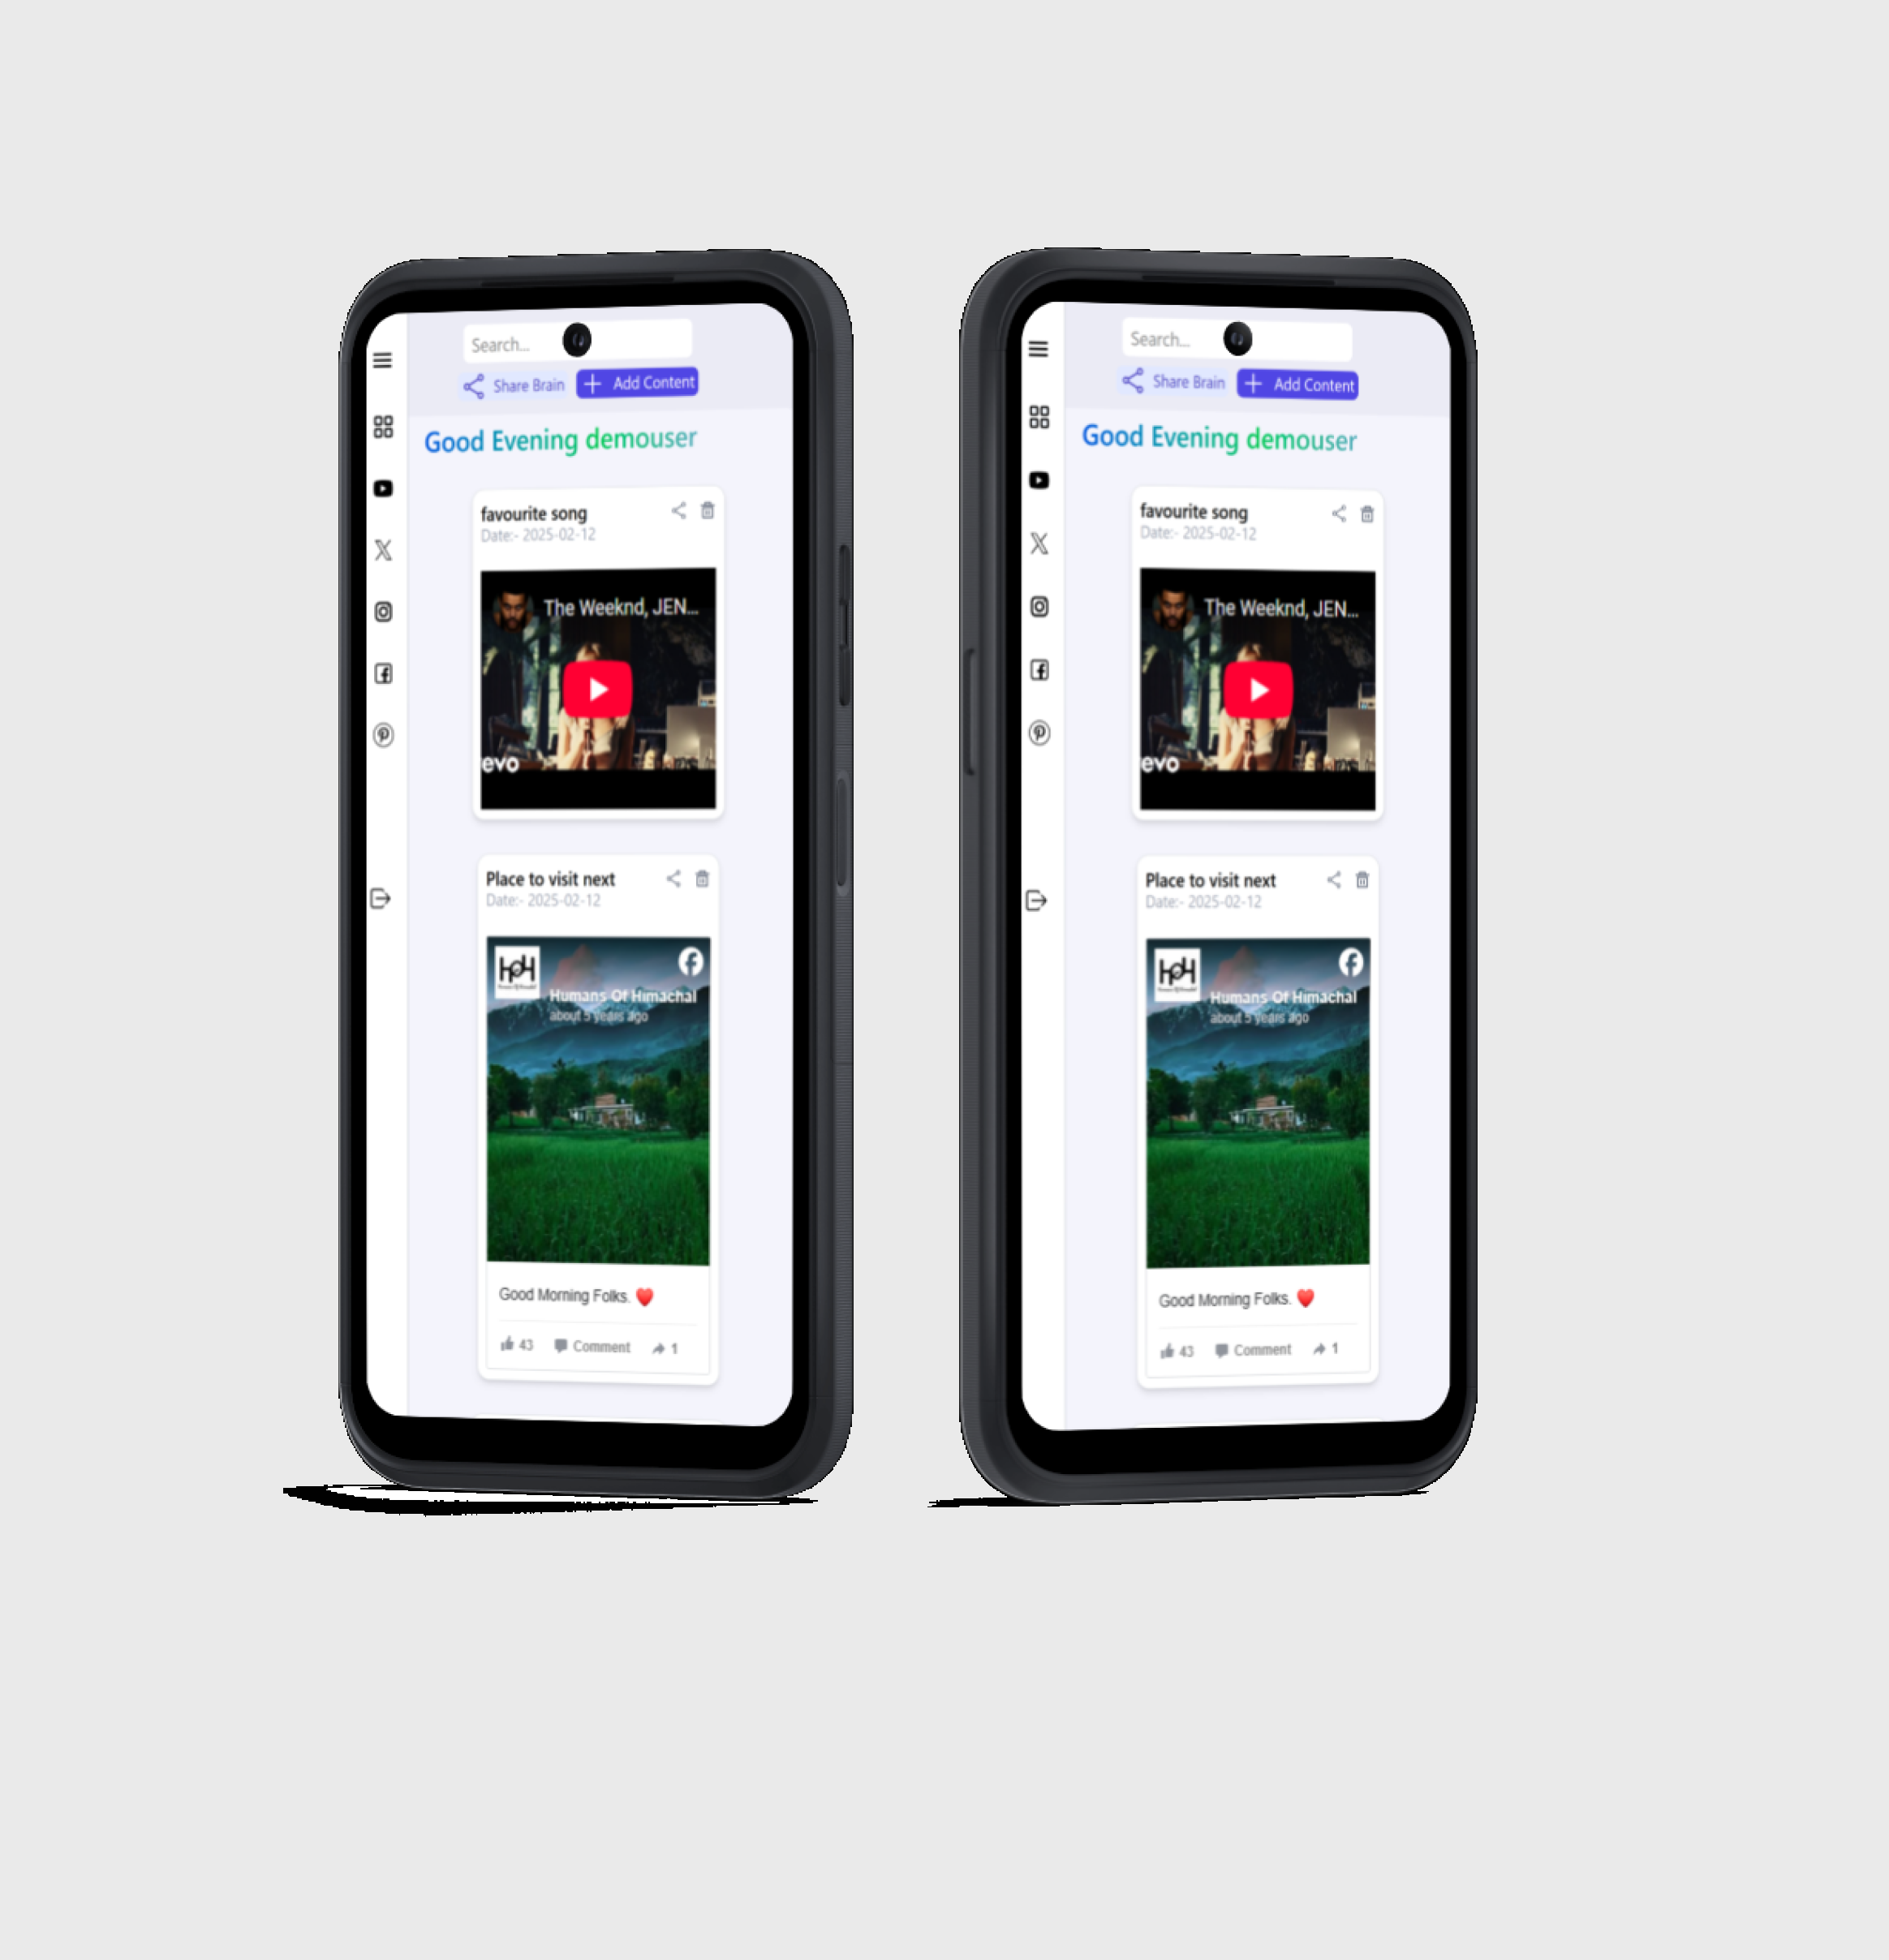 Search...
Share Brain
Add Content
Good Evening demouser
favourite song
Date:- 2025-02-12
The Weeknd, JEN...
evo
Place to visit next
Date:- 2025-02-12
HOH
Humans Of Himachal
about 5 years ago
Good Morning Folks. ❤️
43 Comment 1
Search...
Share Brain
Add Content
Good Evening demouser
favourite song
Date:- 2025-02-12
The Weeknd, JEN...
evo
Place to visit next
Date:- 2025-02-12
HOH
Humans Of Himachal
about 5 years ago
Good Morning Folks. ❤️
43 Comment 1